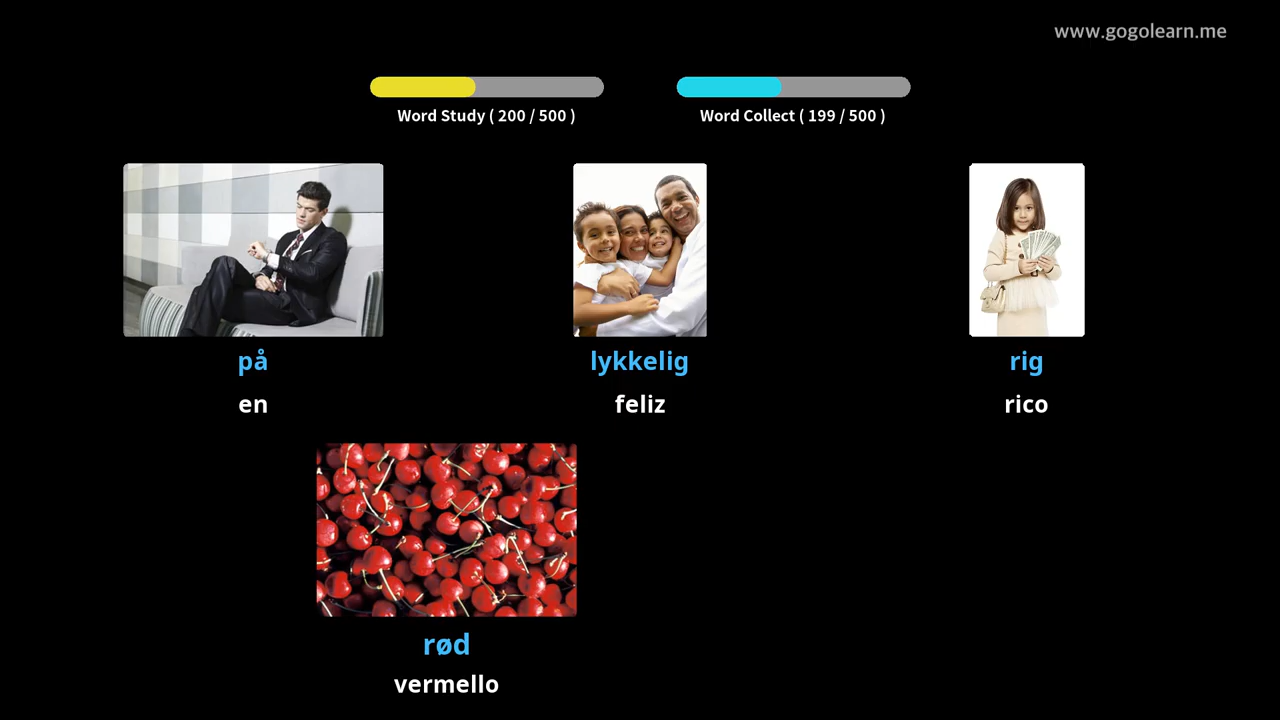 www.gogolearn.me
Word Study ( 200 / 500 )
Word Collect ( 199 / 500 )
på
lykkelig
rig
en
feliz
rico
rød
vermello